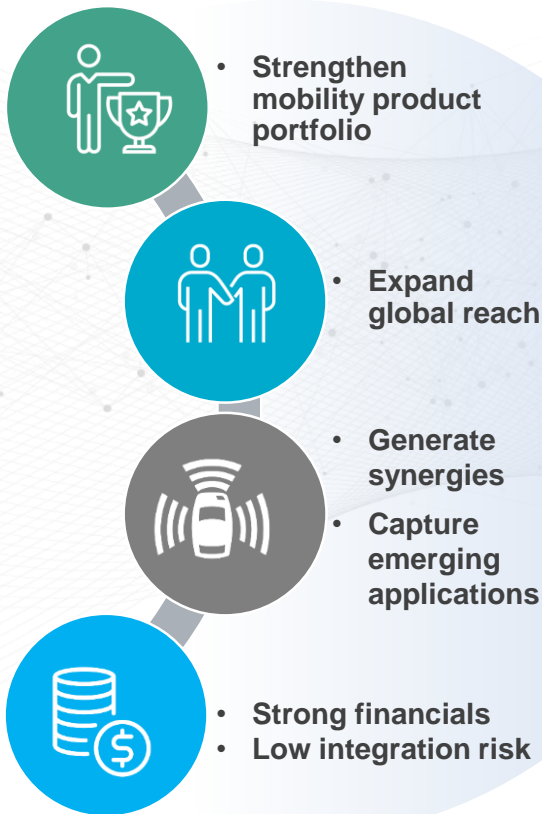 • Strengthen
mobility product
portfolio
• Expand
global reach
• Generate
synergies
• Capture
emerging
applications
• Strong financials
• Low integration risk
$